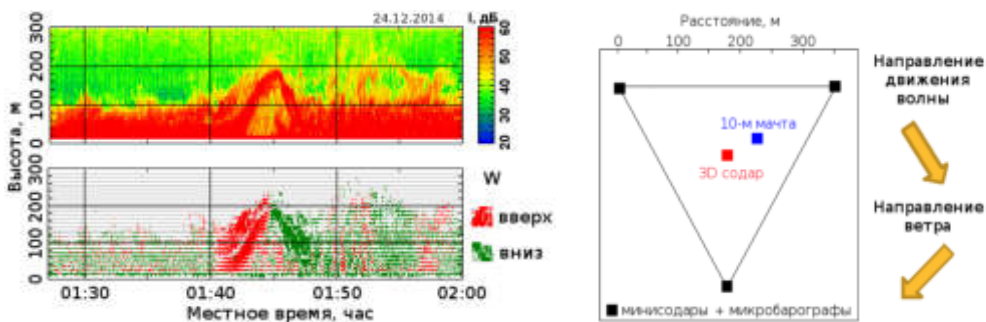 24.12.2014
I, дБ
300
200
100
0
60
50
40
30
20
Высота, м
300
200
100
0
W
вверх
вниз
01:30 01:40 01:50 02:00
Местное время, час
Расстояние, м
0 100 200 300
10-м мачта
3D содар
минисодары + микробарографы
Направление
движения
волны
Направление
ветра